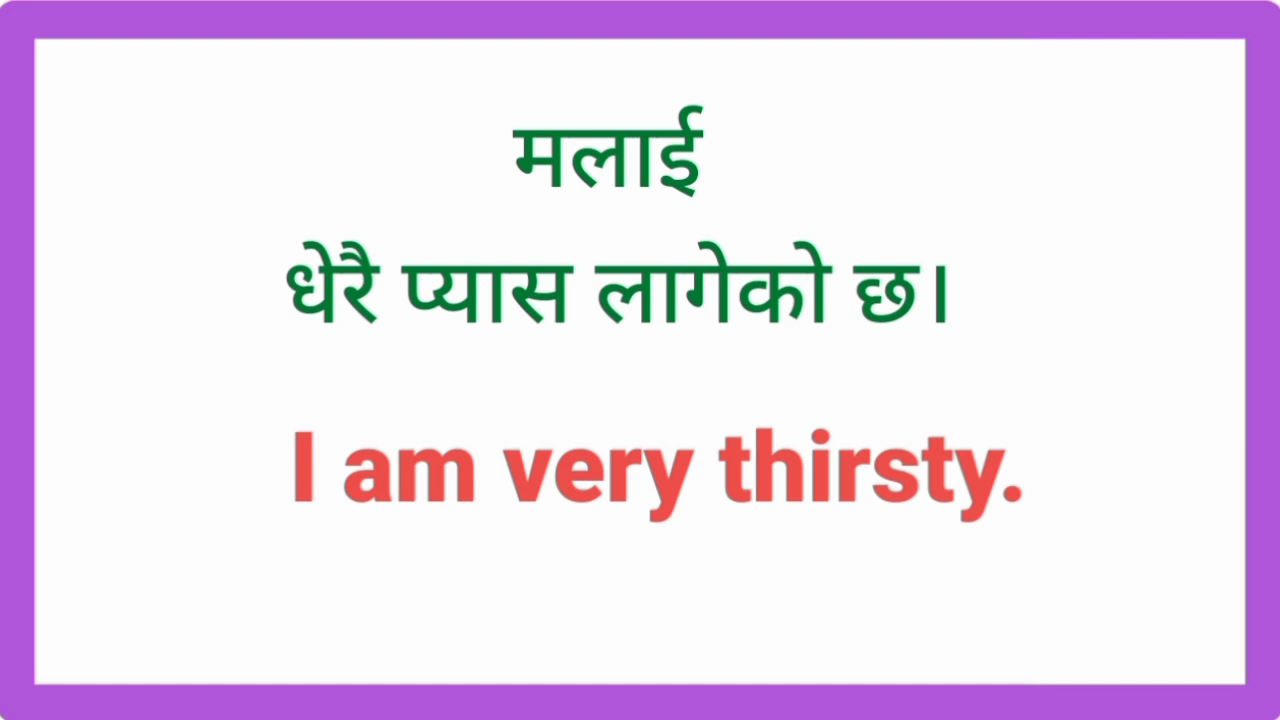 मलाई
धेरै प्यास लागेको छ।
I am very thirsty.